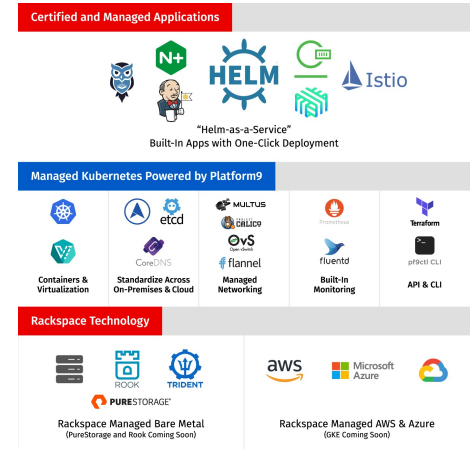 Certified and Managed Applications
N+
HELM
Istio
“Helm-as-a-Service”
Built-In Apps with One-Click Deployment
Managed Kubernetes Powered by Platform9
etcd
MULTUS
PROJECT
CALICO
Prometheus
Terraform
CoreDNS
OvS
Open vSwitch
flannel
fluentd
pf9ctl CLI
Containers &
Virtualization
Standardize Across
On-Premises & Cloud
Managed
Networking
Built-In
Monitoring
API & CLI
Rackspace Technology
ROOK
TRIDENT
PURESTORAGE®
aws
Microsoft
Azure
Rackspace Managed Bare Metal
(PureStorage and Rook Coming Soon)
Rackspace Managed AWS & Azure
(GKE Coming Soon)